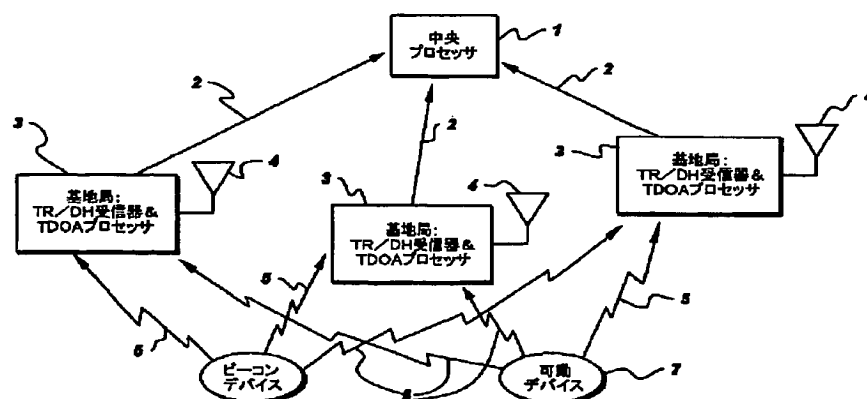 中央
プロセッサ
1
2
2
2
3
4
基地局:
TR/DH受信器&
TDOAプロセッサ
3
4
基地局:
TR/DH受信器&
TDOAプロセッサ
3
4
基地局:
TR/DH受信器&
TDOAプロセッサ
5
5
ビーコン
デバイス
可動
デバイス
7